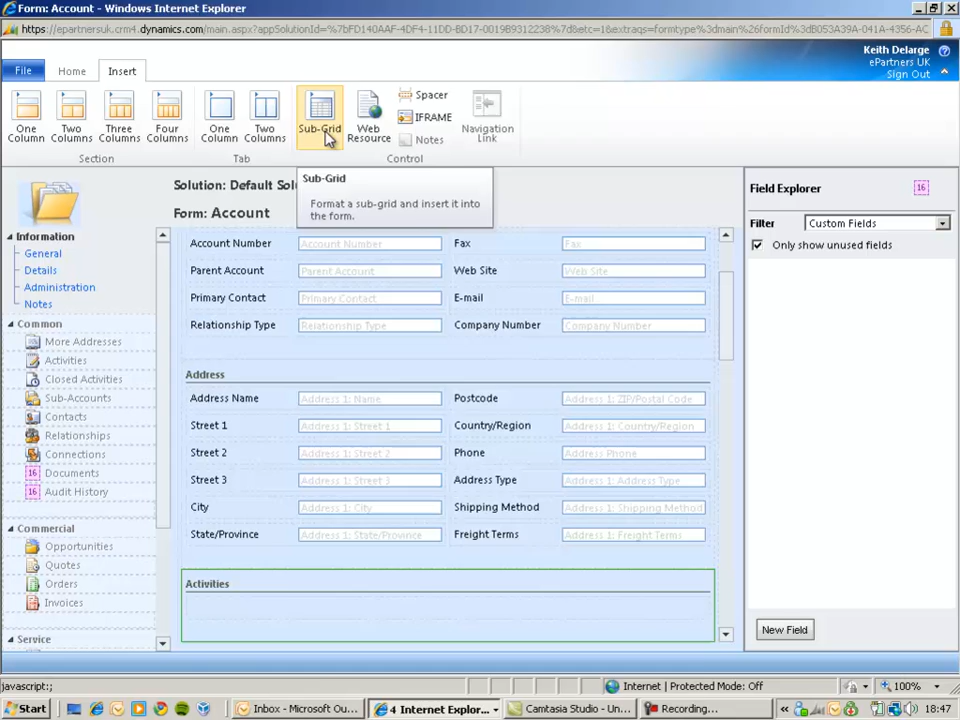 Form: Account - Windows Internet Explorer
https://epartnersuk.crm4.dynamics.com/main.aspx?appSolutionId=%7bFD140AAF-4DF4-11DD-BD17-0019B9312238%7d&etc=1&extraqs=formtype%3dmain%26formId%3dB053A39A-041A-4356-AC
Keith Delarge
ePartners UK
Sign Out
File Home Insert
One Column
Two Columns
Three Columns
Four Columns
Section
One Column
Two Columns
Tab
Sub-Grid
Web Resource
Spacer
IFRAME
Notes
Navigation Link
Control
Sub-Grid
Format a sub-grid and insert it into
the form.
Solution: Default Solu
Form: Account
Information
General
Details
Administration
Notes
Common
More Addresses
Activities
Closed Activities
Sub-Accounts
Contacts
Relationships
Connections
16 Documents
16 Audit History
Commercial
Opportunities
Quotes
Orders
Invoices
Service
Account Number Account Number Fax Fax
Parent Account Parent Account Web Site Web Site
Primary Contact Primary Contact E-mail E-mail
Relationship Type Relationship Type Company Number Company Number
Address
Address Name Address 1: Name Postcode Address 1: ZIP/Postal Code
Street 1 Address 1: Street 1 Country/Region Address 1: Country/Region
Street 2 Address 1: Street 2 Phone Address Phone
Street 3 Address 1: Street 3 Address Type Address 1: Address Type
City Address 1: City Shipping Method Address 1: Shipping Method
State/Province Address 1: State/Province Freight Terms Address 1: Freight Terms
Activities
Field Explorer 16
Filter Custom Fields
Only show unused fields
New Field
javascript:;
Internet | Protected Mode: Off
100%
Start
Inbox - Microsoft Ou...
4 Internet Explor...
Camtasia Studio - Un...
Recording...
18:47